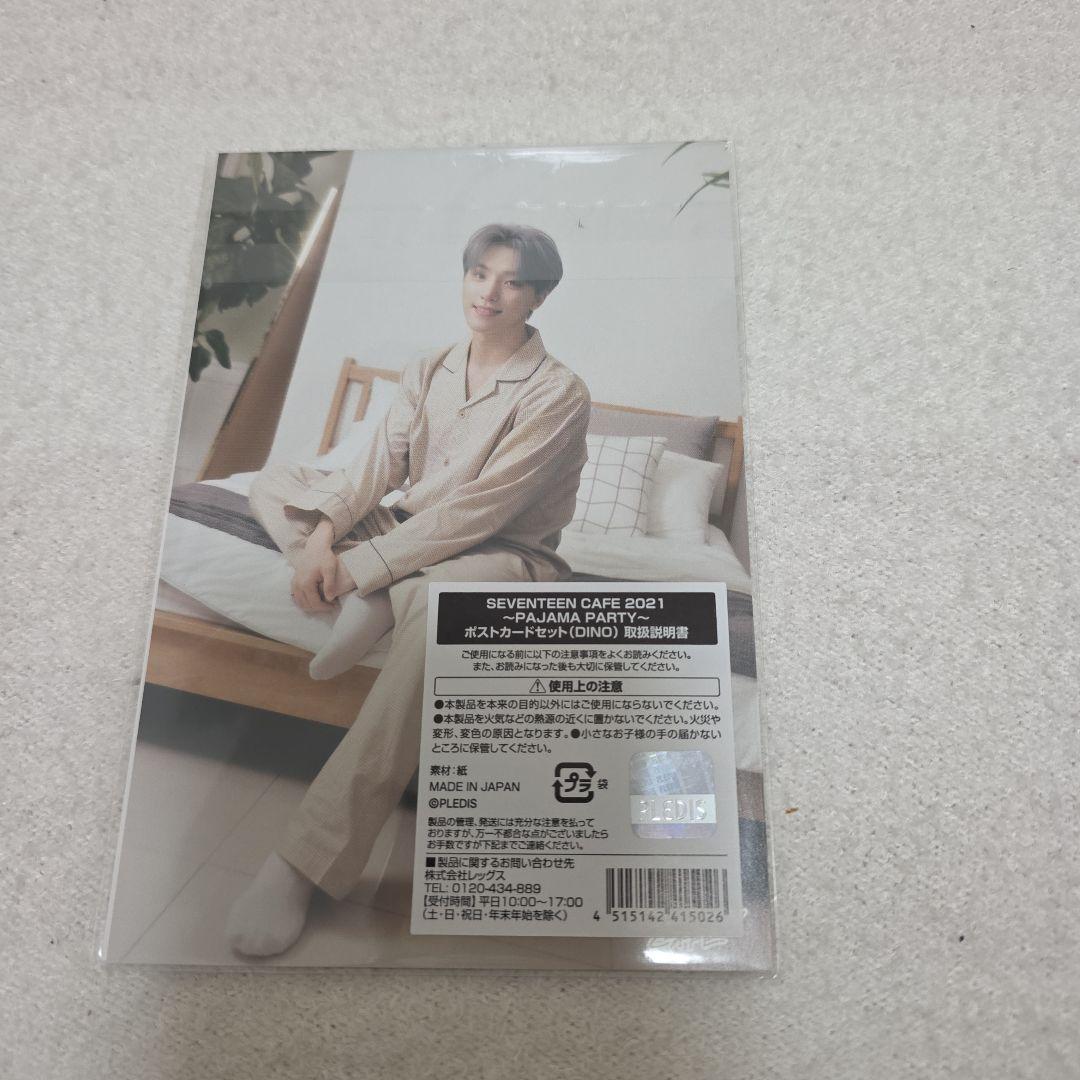 SEVENTEEN CAFE 2021
～PAJAMA PARTY～
ポストカードセット(DINO) 取扱説明書
ご使用になる前に以下の注意事項をよくお読みください。
また、お読みになった後も大切に保管してください。
⚠使用上の注意
●本製品を本来の目的以外にはご使用にならないでください。
●本製品を火気などの熱源の近くに置かないでください。火災や
変形、変色の原因となります。●小さなお子様の手の届かない
ところに保管してください。
素材：紙
MADE IN JAPAN
©PLEDIS
プラ
袋
PLEDIS
製品の管理、発送には充分な注意を払って
おりますが、万一不都合な点がございましたら
お手数ですが下記までご連絡ください。
■製品に関するお問い合わせ先
株式会社レッグス
TEL: 0120-434-889
【受付時間】平日10:00～17:00
(土・日・祝日・年末年始を除く)
4 515142 415026